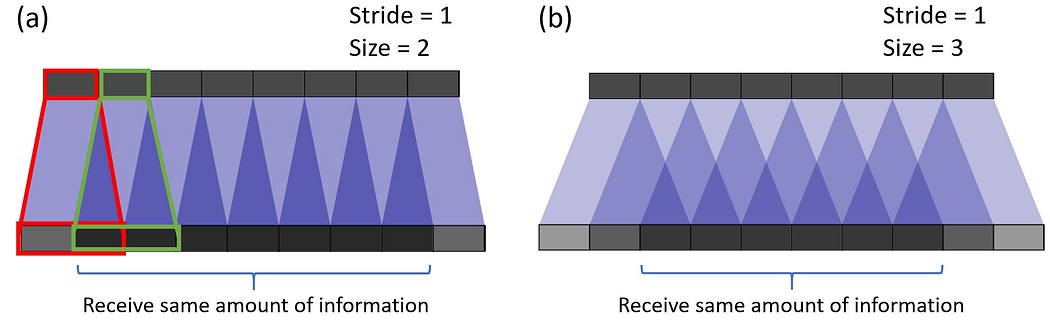 (a)
Stride = 1
Size = 2
Receive same amount of information
(b)
Stride = 1
Size = 3
Receive same amount of information